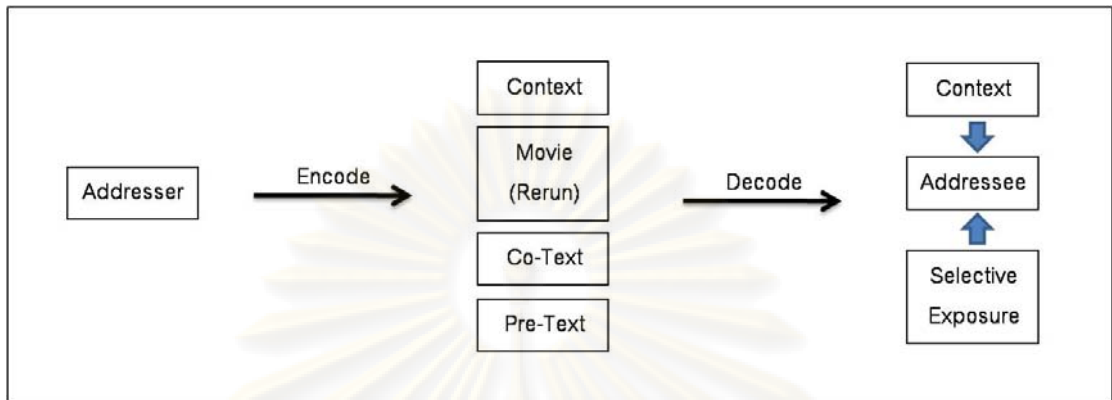 Addresser
Encode
Context
Movie
(Rerun)
Co-Text
Pre-Text
Decode
Context
Addressee
Selective
Exposure